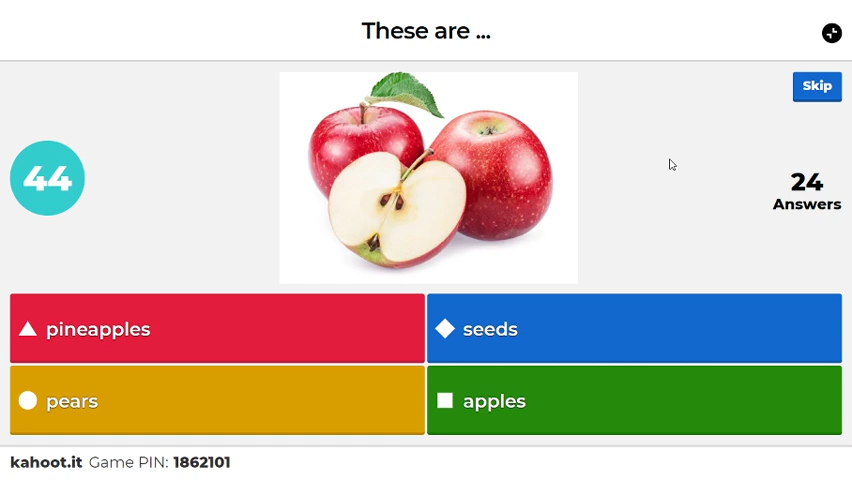 These are ...
Skip
44
24
Answers
pineapples
seeds
pears
apples
kahoot.it Game PIN: 1862101